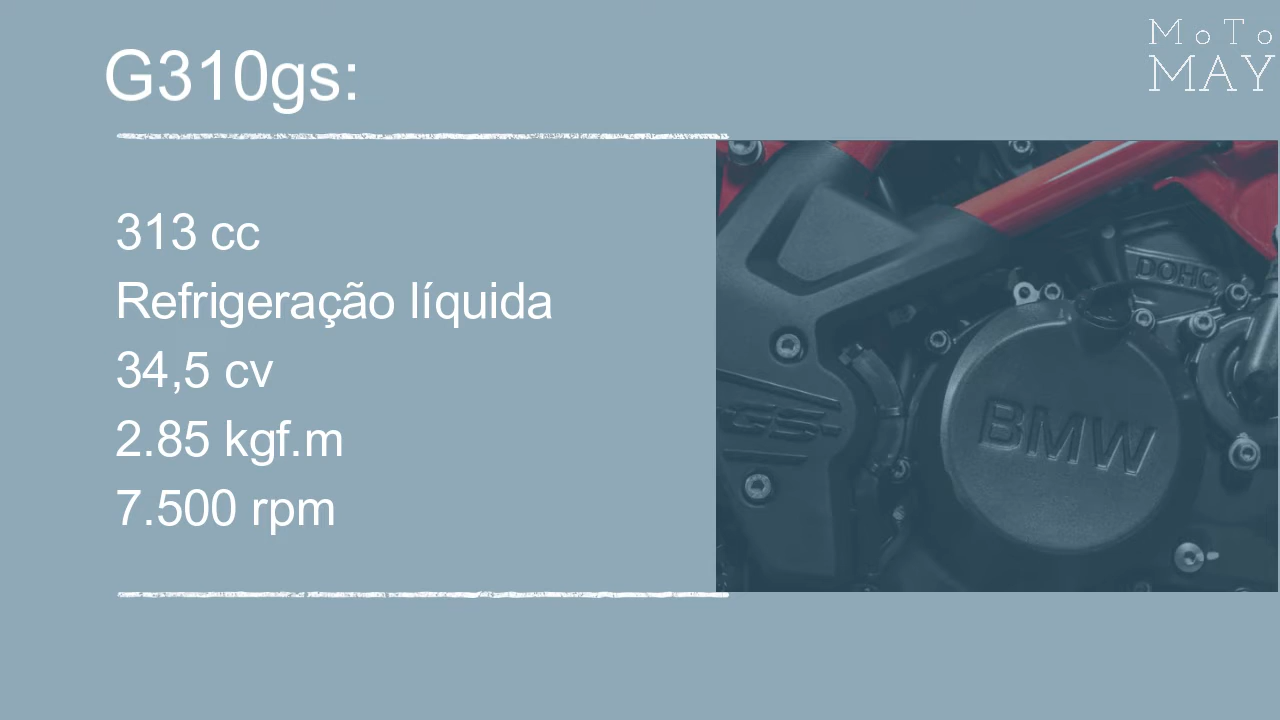 G310gs:
MoTo
MAY
313 cc
Refrigeração líquida
34,5 cv
2.85 kgf.m
7.500 rpm
DOHC
GS
BMW